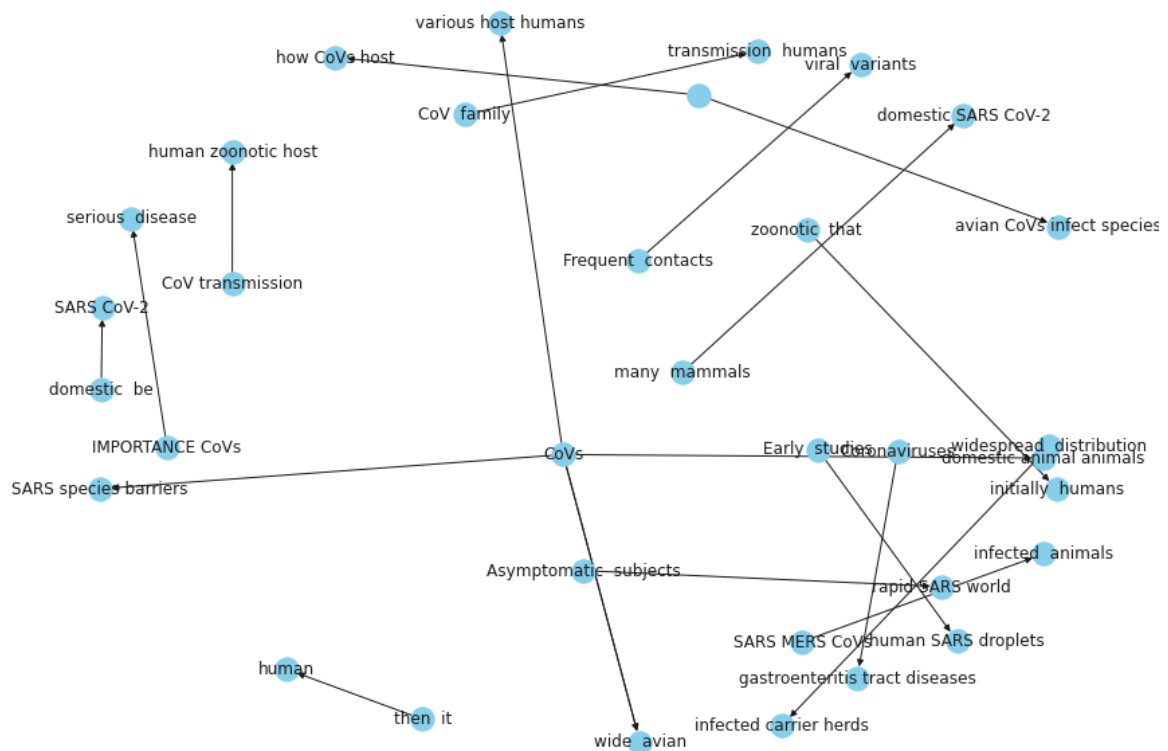 various host humans
transmission  humans
how CoVs host
viral  variants
CoV  family
domestic SARS CoV-2
human zoonotic host
serious  disease
avian CoVs infect species
zoonotic  that
Frequent  contacts
CoV transmission
SARS CoV-2
many  mammals
domestic  be
IMPORTANCE CoVs
widespread  distribution
Early  studies
Coronaviruses
CoVs
domestic animal animals
SARS species barriers
initially  humans
infected  animals
Asymptomatic  subjects
rapid SARS world
SARS MERS CoVs
human SARS droplets
human
gastroenteritis tract diseases
then it
infected carrier herds
wide  avian